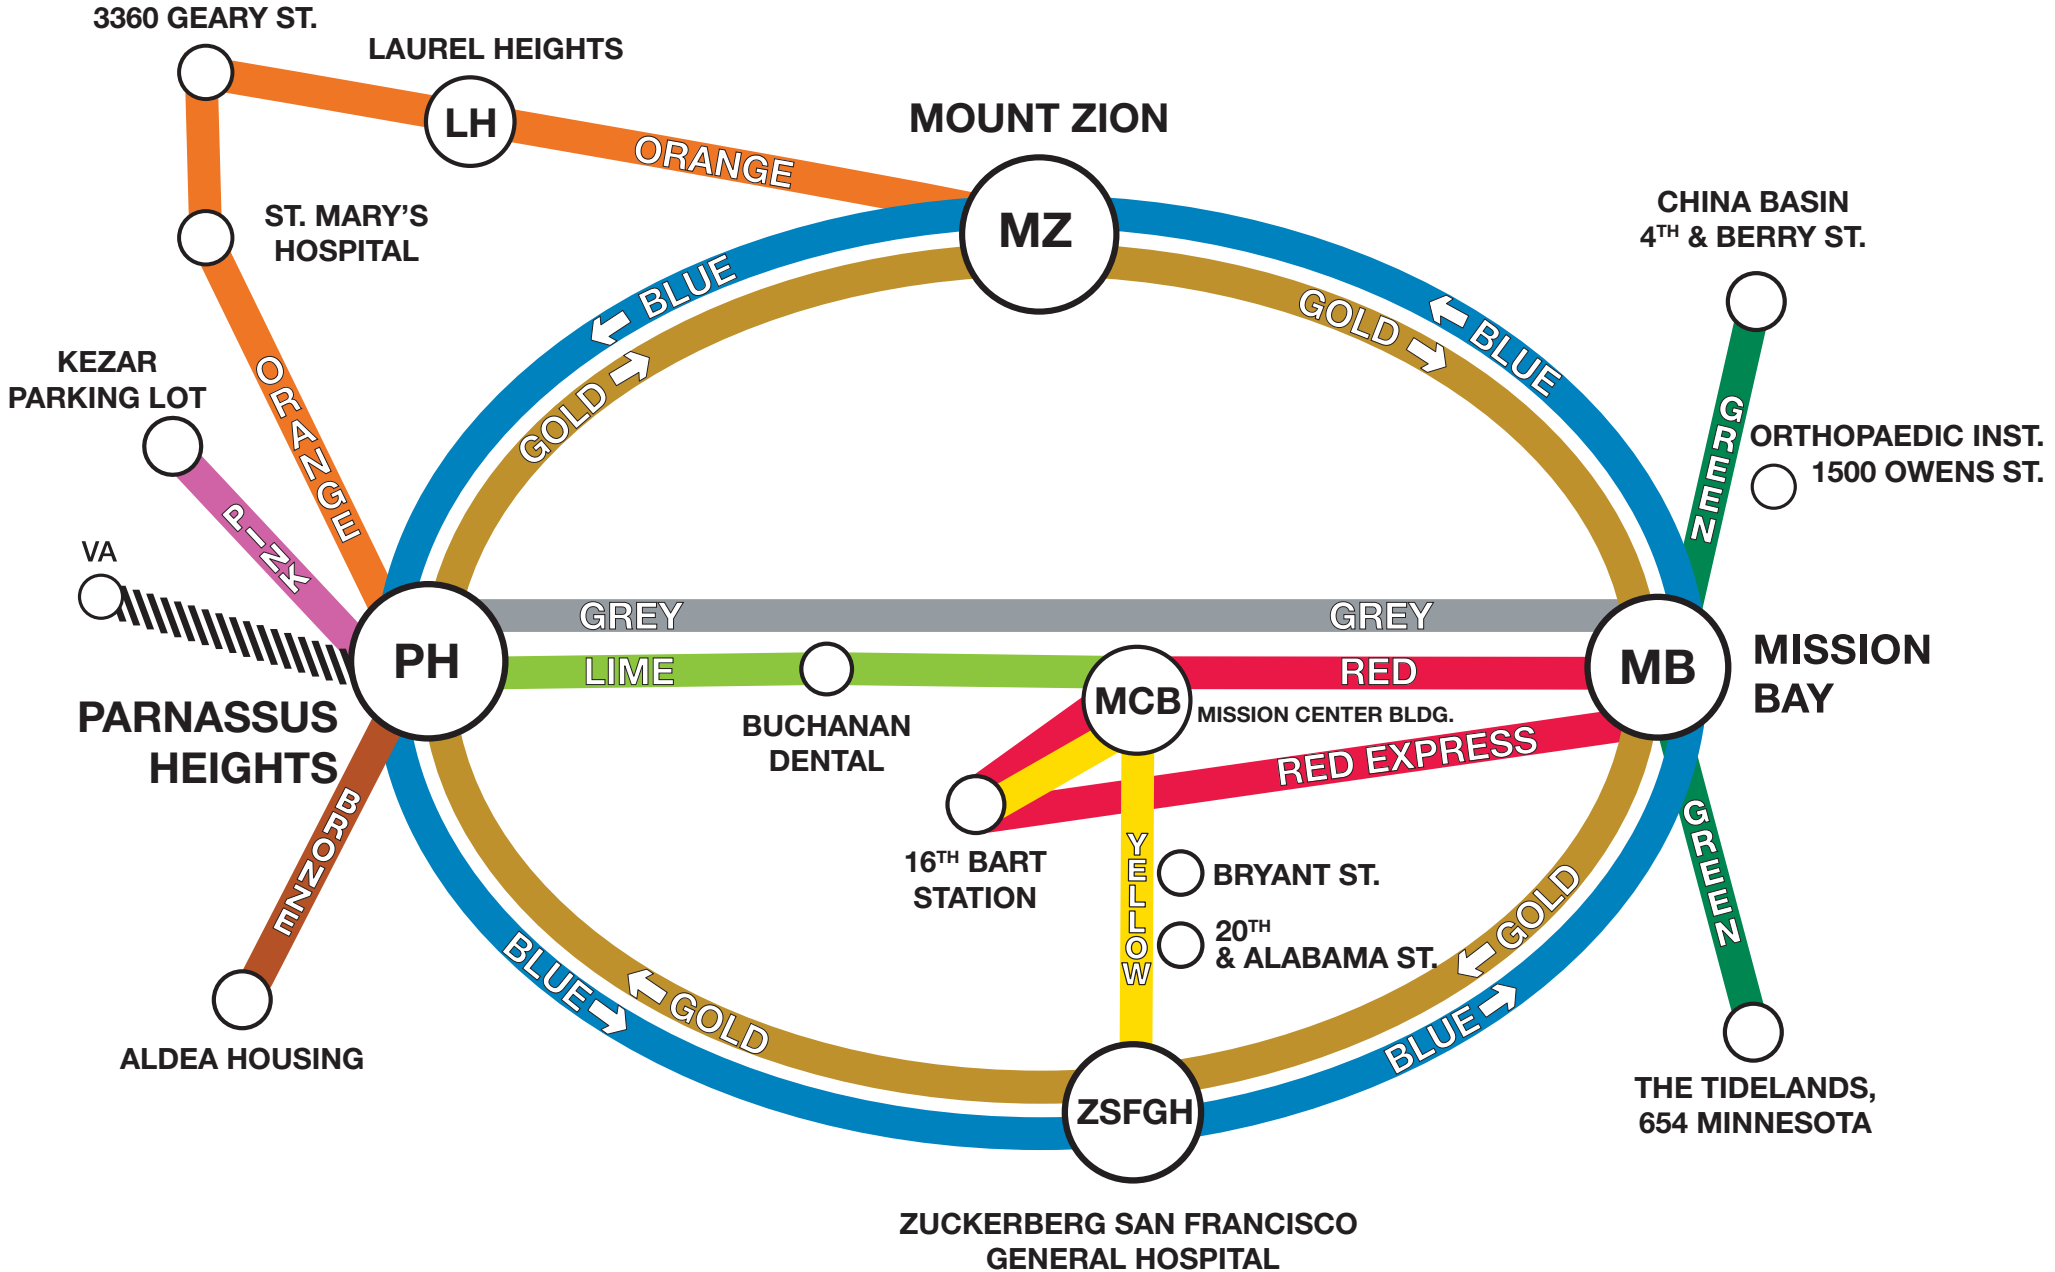 3360 GEARY ST.
LAUREL HEIGHTS
LH
ORANGE
MOUNT ZION
MZ
ST. MARY'S
HOSPITAL
CHINA BASIN
4TH & BERRY ST.
BLUE
GOLD
GOLD
BLUE
KEZAR
PARKING LOT
ORANGE
PINK
GREEN
ORTHOPAEDIC INST.
1500 OWENS ST.
VA
PH
PARNASSUS
HEIGHTS
GREY
GREY
LIME
BUCHANAN
DENTAL
MCB
MISSION CENTER BLDG.
RED
RED EXPRESS
MB
MISSION
BAY
BRONZE
16TH BART
STATION
YELLOW
BRYANT ST.
20TH
& ALABAMA ST.
GREEN
GOLD
BLUE
BLUE
GOLD
ALDEA HOUSING
ZSFGH
ZUCKERBERG SAN FRANCISCO
GENERAL HOSPITAL
THE TIDELANDS,
654 MINNESOTA